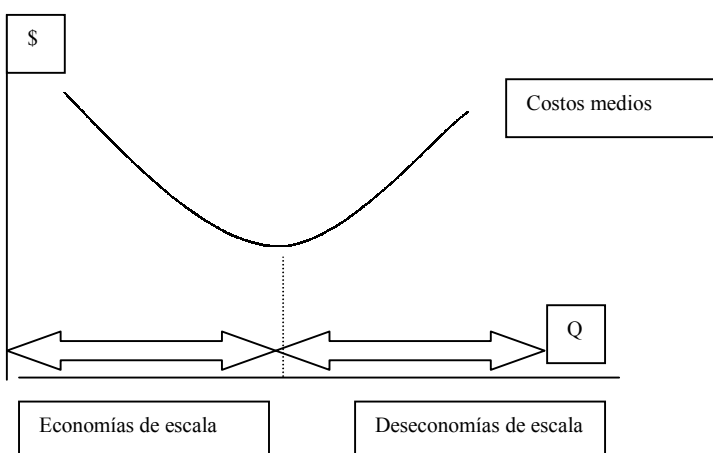 $
Costos medios
Q
Economías de escala
Deseconomías de escala